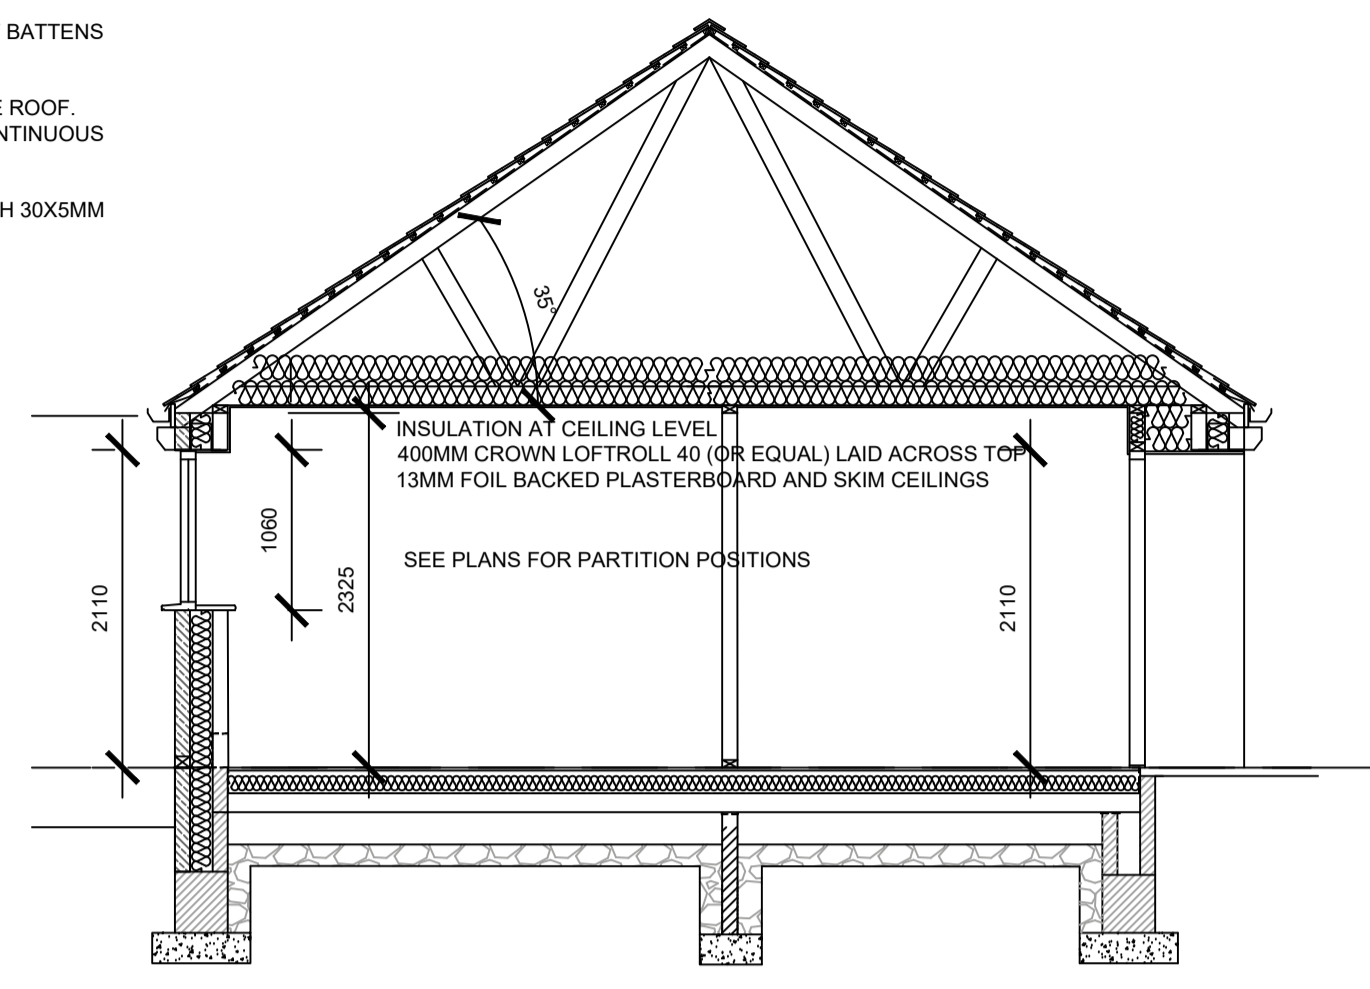 BATTENS
ROOF.
NTINUOUS
H 30X5MM
35°
INSULATION AT CEILING LEVEL
400MM CROWN LOFTROLL 40 (OR EQUAL) LAID ACROSS TOP
13MM FOIL BACKED PLASTERBOARD AND SKIM CEILINGS
SEE PLANS FOR PARTITION POSITIONS
2110
1060
2325
2110